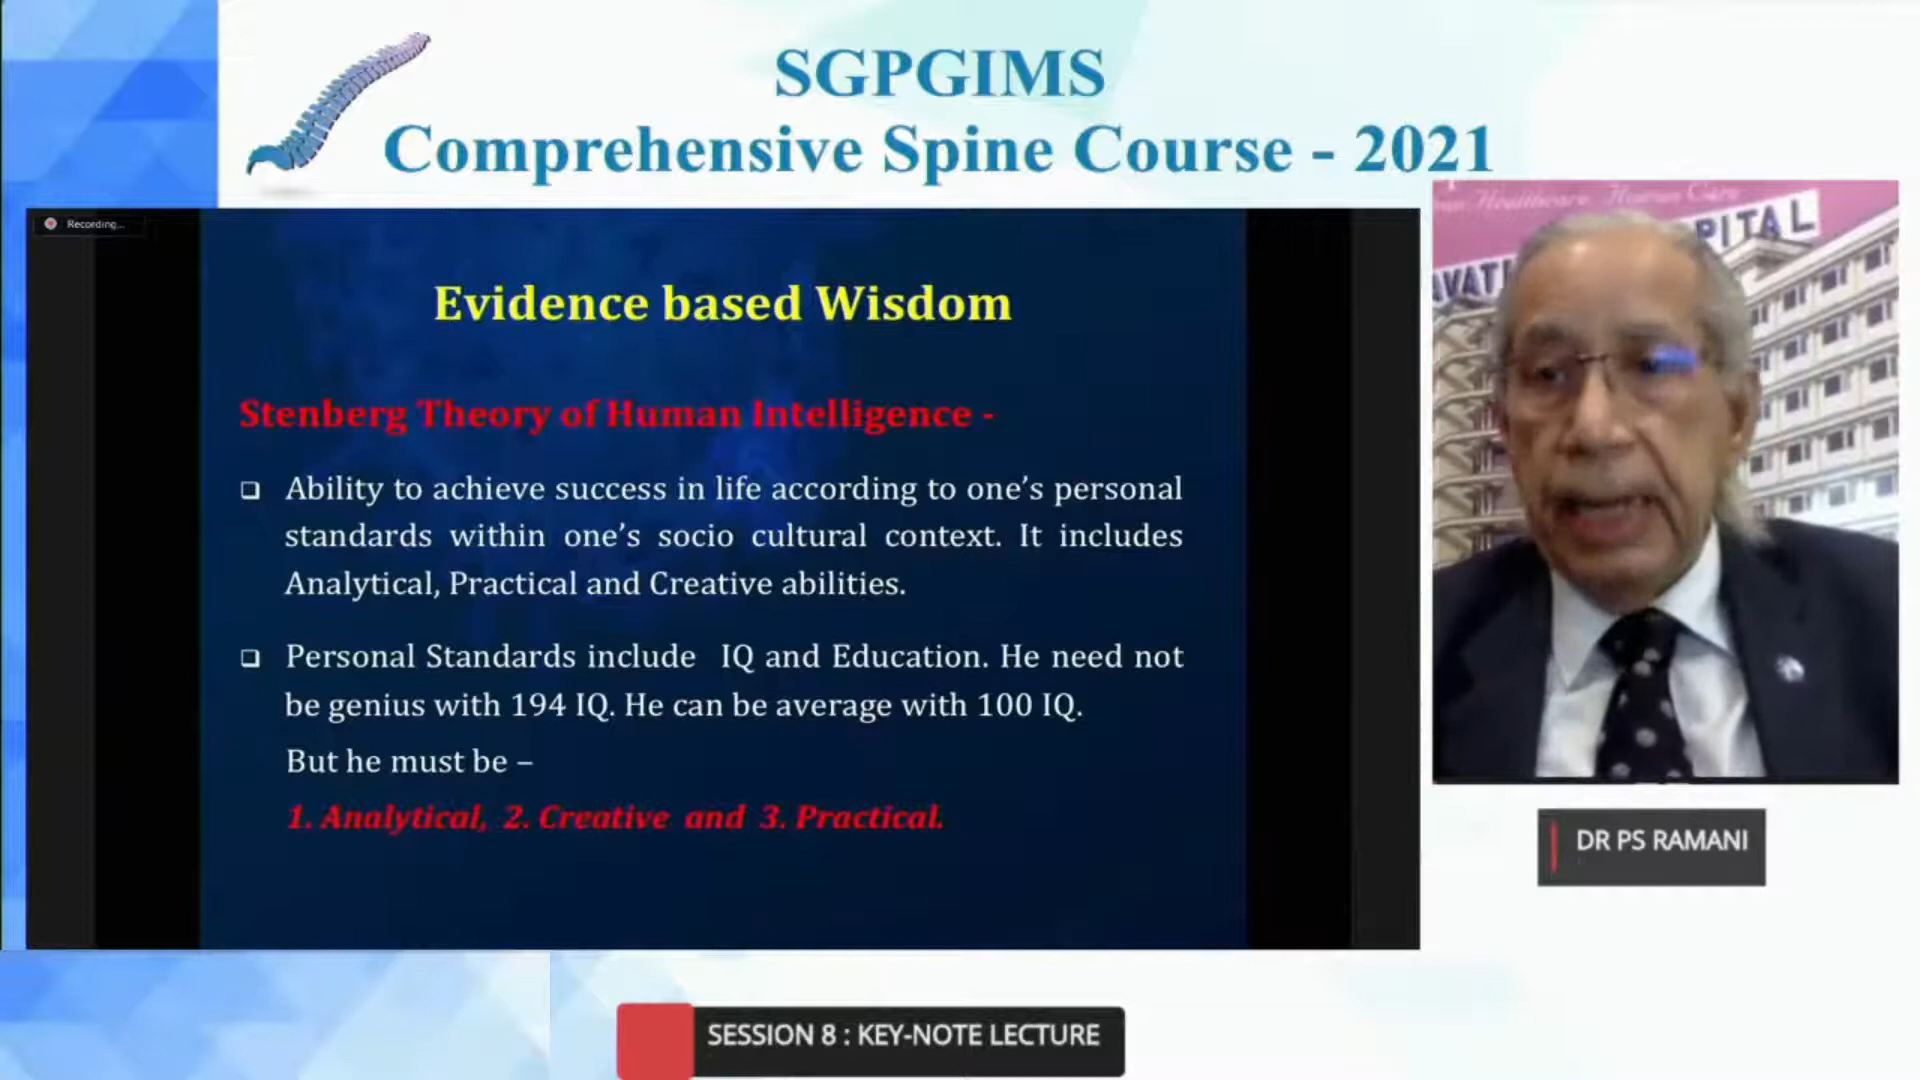 SGPGIMS
Comprehensive Spine Course - 2021
Recording...
Evidence based Wisdom
Stenberg Theory of Human Intelligence -
Ability to achieve success in life according to one's personal
standards within one's socio cultural context. It includes
Analytical, Practical and Creative abilities.
Personal Standards include IQ and Education. He need not
be genius with 194 IQ. He can be average with 100 IQ.
But he must be –
1. Analytical, 2. Creative and 3. Practical.
Healthcare Human Care
DR PS RAMANI
SESSION 8 : KEY-NOTE LECTURE